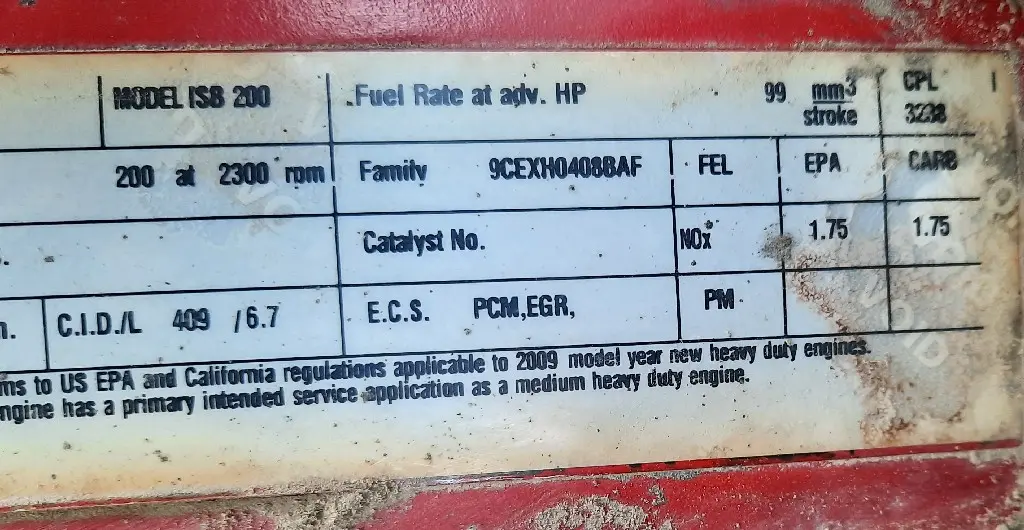 MODEL ISB 200 .Fuel Rate at adv. HP 99 mm3 stroke CPL 3238
200 at 2300 rpm Family 9CEXH0408BAF FEL EPA CARB
Catalyst No. NOx 1.75 1.75
C.I.D./L 409 /6.7 E.C.S. PCM,EGR, PM
ms to US EPA and California regulations applicable to 2009 model year new heavy duty engines.
ngine has a primary intended service application as a medium heavy duty engine.
VOID